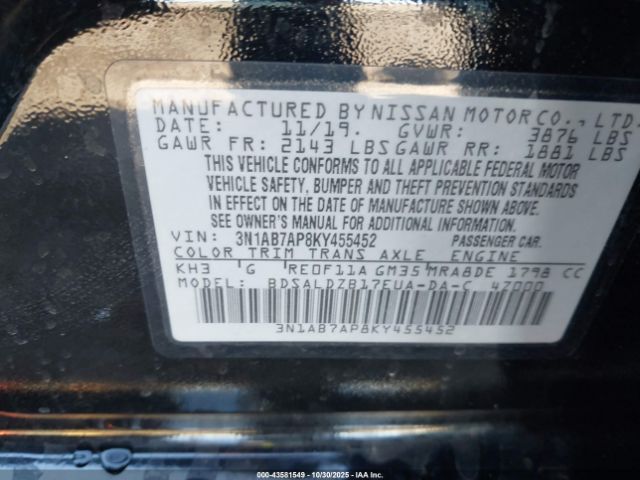 MANUFACTURED BY NISSAN MOTOR CO., LTD.
DATE: 11/19. GVWR: 3876 LBS
GAWR FR: 2143 LBS GAWR RR: 1881 LBS
THIS VEHICLE CONFORMS TO ALL APPLICABLE FEDERAL MOTOR
VEHICLE SAFETY, BUMPER AND THEFT PREVENTION STANDARDS
IN EFFECT ON THE DATE OF MANUFACTURE SHOWN ABOVE.
SEE OWNER'S MANUAL FOR ADDITIONAL INFORMATION.
VIN: 3N1AB7AP8KY455452 PASSENGER CAR.
COLOR TRIM TRANS AXLE ENGINE
KH3 G RE0F11A GM35 MRA8DE 1798 CC
MODEL: BDSALDZB17EUA-DA-C 47000
3N1AB7AP8KY455452
00-43581549 10/30/2025 IAA.